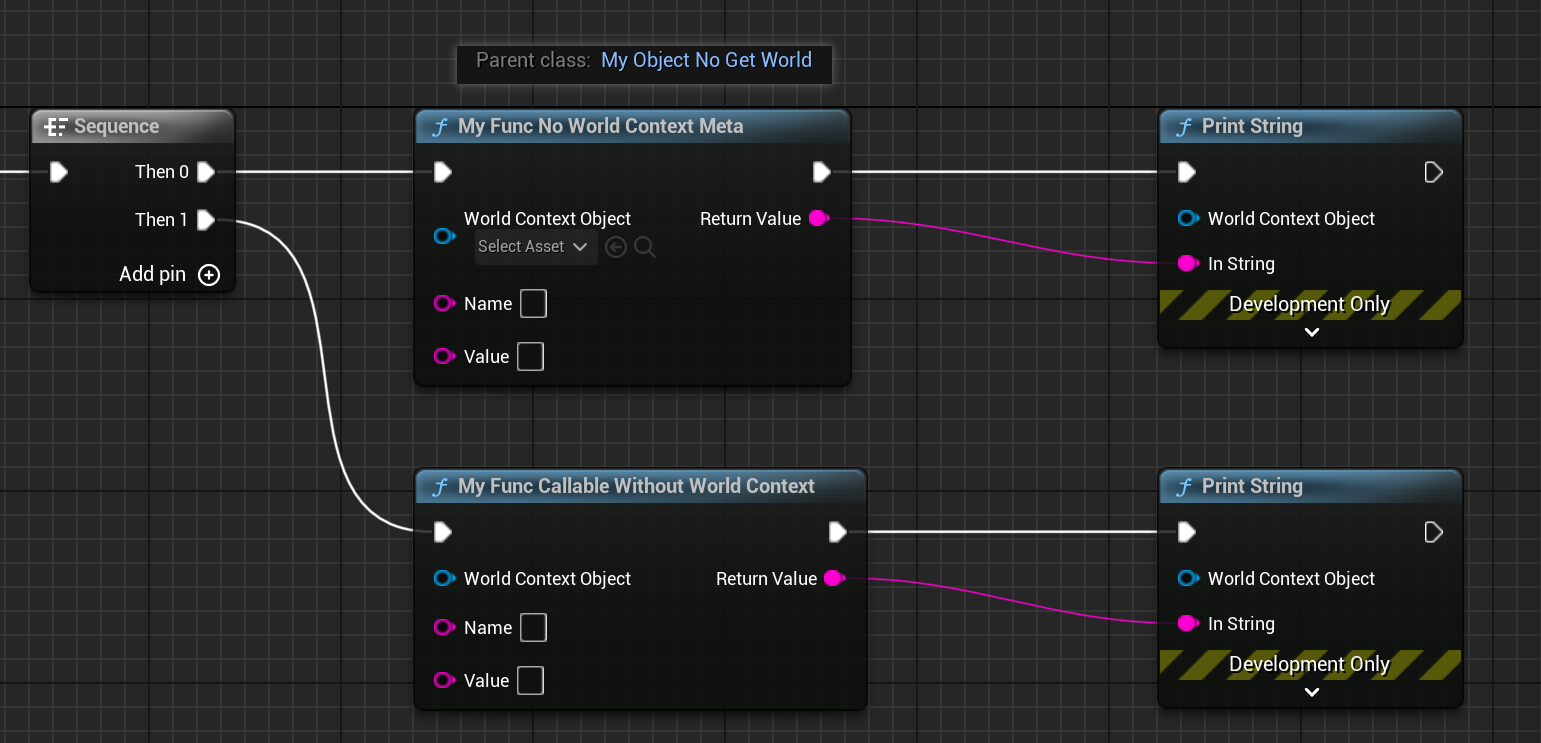 Parent class: My Object No Get World
Sequence
Then 0
Then 1
Add pin
My Func No World Context Meta
World Context Object
Return Value
Select Asset
Name
Value
Print String
World Context Object
In String
Development Only
My Func Callable Without World Context
World Context Object
Return Value
Name
Value
Print String
World Context Object
In String
Development Only